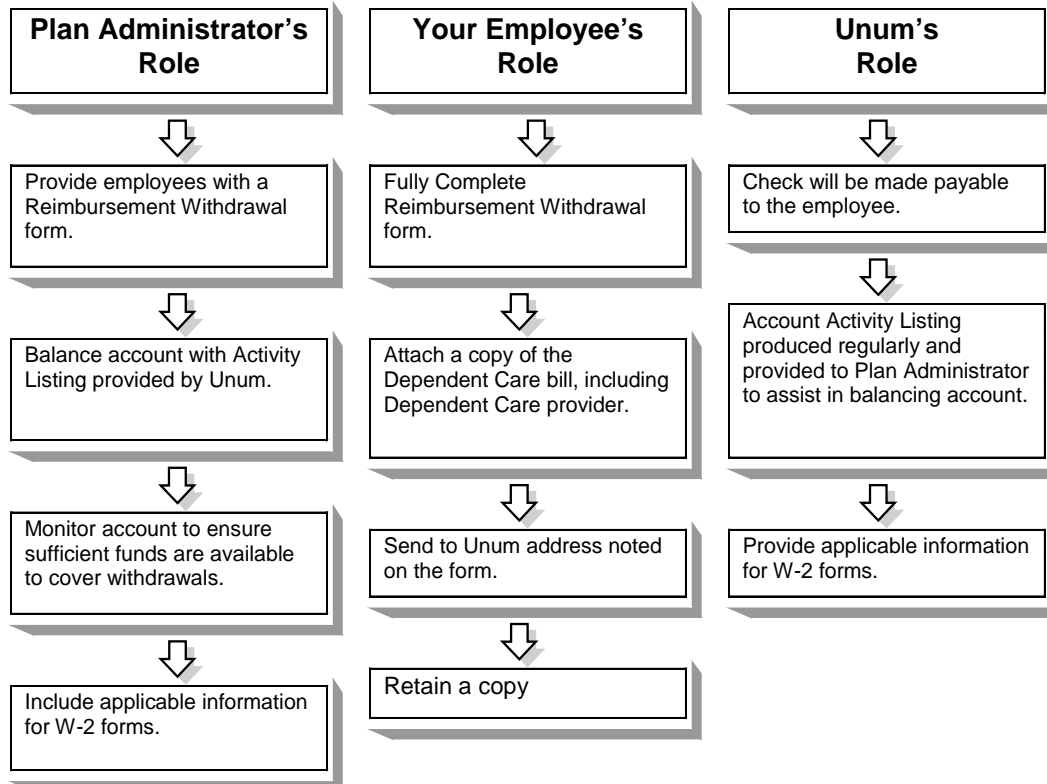 Plan Administrator's
Role
Provide employees with a
Reimbursement Withdrawal
form.
Balance account with Activity
Listing provided by Unum.
Monitor account to ensure
sufficient funds are available
to cover withdrawals.
Include applicable information
for W-2 forms.
Your Employee's
Role
Fully Complete
Reimbursement Withdrawal
form.
Attach a copy of the
Dependent Care bill, including
Dependent Care provider.
Send to Unum address noted
on the form.
Retain a copy
Unum's
Role
Check will be made payable
to the employee.
Account Activity Listing
produced regularly and
provided to Plan Administrator
to assist in balancing account.
Provide applicable information
for W-2 forms.